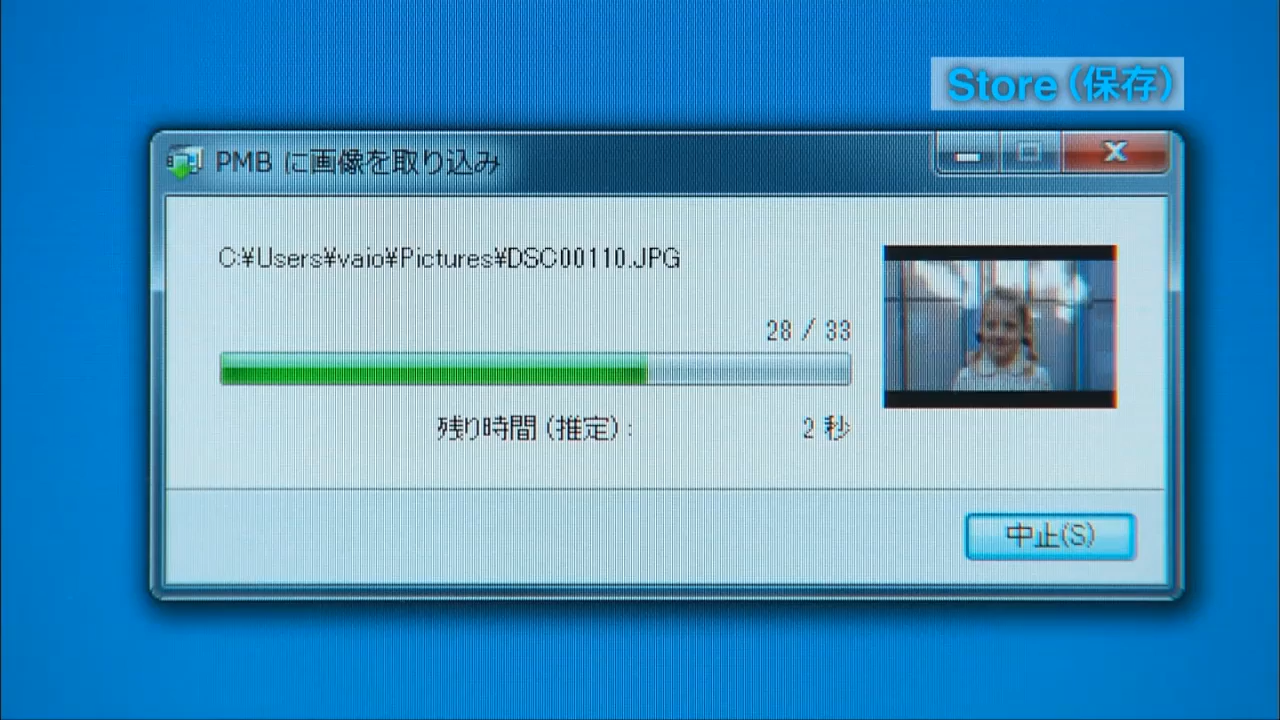 Store（保存）
PMB に画像を取り込み
C:¥Users¥vaio¥Pictures¥DSC00110.JPG
28 / 33
残り時間（推定）: 2 秒
中止(S)